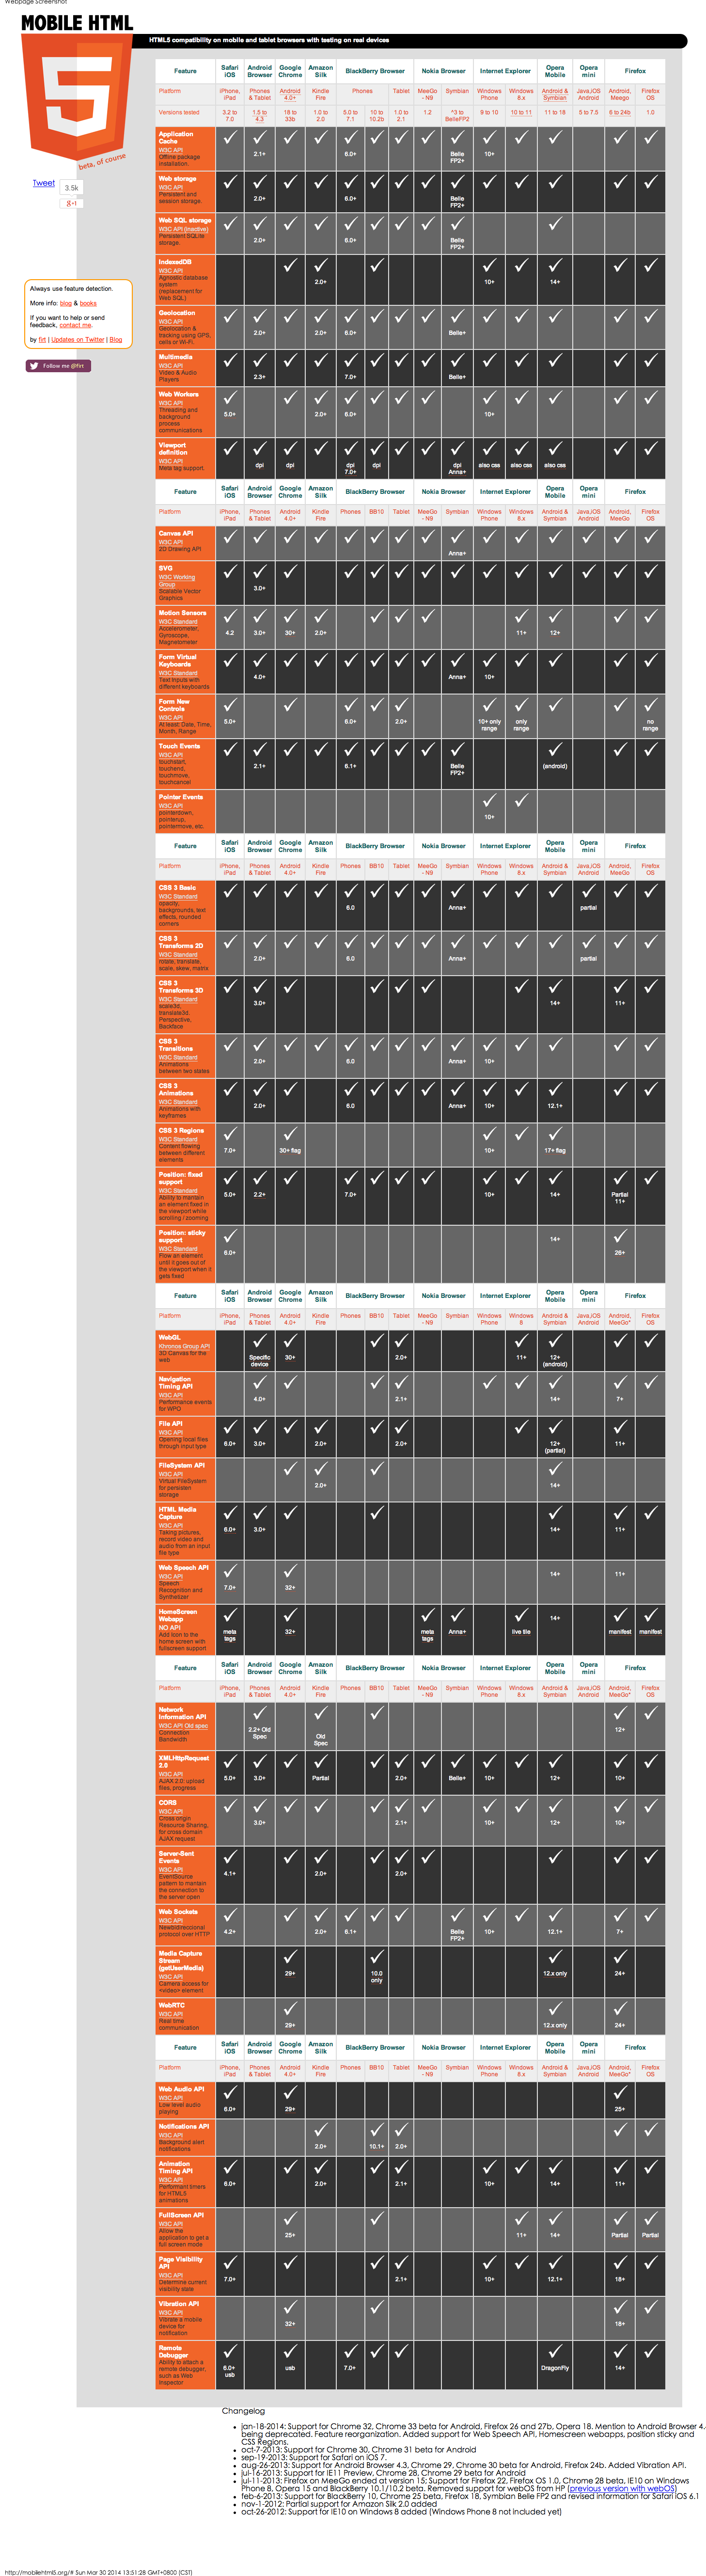 Webpage Screenshot
MOBILE HTML
5
beta, of course
HTML5 compatibility on mobile and tablet browsers with testing on real devices
Tweet 3.5k
g+1
Always use feature detection.
More info: blog & books
If you want to help or send
feedback, contact me.
by firt | Updates on Twitter | Blog
Follow me @firt
Feature Safari iOS Android Browser Google Chrome Amazon Silk BlackBerry Browser Nokia Browser Internet Explorer Opera Mobile Opera mini Firefox
Platform iPhone, iPad Phones & Tablet Android 4.0+ Kindle Fire Phones Tablet MeeGo - N9 Symbian Windows Phone Windows 8.x Android & Symbian Java,iOS Android Android, Meego Firefox OS
Versions tested 3.2 to 7.0 1.5 to 4.3 18 to 33b 1.0 to 2.0 5.0 to 7.1 10 to 10.2b 1.0 to 2.1 1.2 ^3 to BelleFP2 9 to 10 10 to 11 11 to 18 5 to 7.5 6 to 24b 1.0
Application
Cache
W3C API
Offline package
installation.
2.1+ 6.0+ Belle FP2+ 10+
Web storage
W3C API
Persistent and
session storage.
2.0+ 6.0+ Belle FP2+
Web SQL storage
W3C API (Inactive)
Persistent SQLite
storage.
2.0+ 6.0+ Belle FP2+
IndexedDB
W3C API
Agnostic database
system
(replacement for
Web SQL)
2.0+ 10+ 14+
Geolocation
W3C API
Geolocation &
tracking using GPS,
cells or Wi-Fi.
2.0+ 2.0+ 6.0+ Belle+
Multimedia
W3C API
Video & Audio
Players
2.3+ 7.0+ Belle+
Web Workers
W3C API
Threading and
background
process
communications
5.0+ 2.0+ 6.0+ 10+
Viewport
definition
W3C API
Meta tag support.
dpi dpi dpi 7.0+ dpi dpi Anna+ also css also css also css
Feature Safari iOS Android Browser Google Chrome Amazon Silk BlackBerry Browser Nokia Browser Internet Explorer Opera Mobile Opera mini Firefox
Platform iPhone, iPad Phones & Tablet Android 4.0+ Kindle Fire Phones BB10 Tablet MeeGo - N9 Symbian Windows Phone Windows 8.x Android & Symbian Java,iOS Android Android, MeeGo Firefox OS
Canvas API
W3C API
2D Drawing API
Anna+
SVG
W3C Working
Group
Scalable Vector
Graphics
3.0+
Motion Sensors
W3C Standard
Accelerometer,
Gyroscope,
Magnetometer
4.2 3.0+ 30+ 2.0+ 11+ 12+
Form Virtual
Keyboards
W3C Standard
Text inputs with
different keyboards
4.0+ Anna+ 10+
Form New
Controls
W3C API
At least: Date, Time,
Month, Range
5.0+ 6.0+ 2.0+ 10+ only range only range no range
Touch Events
W3C API
touchstart,
touchend,
touchmove,
touchcancel
2.1+ 6.1+ Belle FP2+ (android)
Pointer Events
W3C API
pointerdown,
pointerup,
pointermove, etc.
10+
Feature Safari iOS Android Browser Google Chrome Amazon Silk BlackBerry Browser Nokia Browser Internet Explorer Opera Mobile Opera mini Firefox
Platform iPhone, iPad Phones & Tablet Android 4.0+ Kindle Fire Phones BB10 Tablet MeeGo - N9 Symbian Windows Phone Windows 8.x Android & Symbian Java,iOS Android Android, MeeGo Firefox OS
CSS 3 Basic
W3C Standard
opacity,
backgrounds, text
effects, rounded
corners
6.0 Anna+ partial
CSS 3
Transforms 2D
W3C Standard
rotate, translate,
scale, skew, matrix
2.0+ 6.0 Anna+ partial
CSS 3
Transforms 3D
W3C Standard
scale3d,
translate3d.
Perspective,
Backface
3.0+ 14+ 11+
CSS 3
Transitions
W3C Standard
Animations
between two states
2.0+ 6.0 Anna+ 10+
CSS 3
Animations
W3C Standard
Animations with
keyframes
2.0+ 6.0 Anna+ 10+ 12.1+
CSS 3 Regions
W3C Standard
Content flowing
between different
elements
7.0+ 30+ flag 10+ 17+ flag
Position: fixed
support
W3C Standard
Ability to mantain
an element fixed in
the viewport while
scrolling / zooming
5.0+ 2.2+ 7.0+ 10+ 14+ Partial 11+
Position: sticky
support
W3C Standard
Flow an element
until it goes out of
the viewport when it
gets fixed
6.0+ 14+ 26+
Feature Safari iOS Android Browser Google Chrome Amazon Silk BlackBerry Browser Nokia Browser Internet Explorer Opera Mobile Opera mini Firefox
Platform iPhone, iPad Phones & Tablet Android 4.0+ Kindle Fire Phones BB10 Tablet MeeGo - N9 Symbian Windows Phone Windows 8 Android & Symbian Java,iOS Android Android, MeeGo* Firefox OS
WebGL
Khronos Group API
3D Canvas for the
web
Specific device 30+ 2.0+ 11+ 12+ (android)
Navigation
Timing API
W3C API
Performance events
for WPO
4.0+ 2.1+ 14+ 7+
File API
W3C API
Opening local files
through input type
6.0+ 3.0+ 2.0+ 2.0+ 12+ (partial) 11+
FileSystem API
W3C API
Virtual FileSystem
for persisten
storage
2.0+ 14+
HTML Media
Capture
W3C API
Taking pictures,
record video and
audio from an input
file type
6.0+ 3.0+ 14+ 11+
Web Speech API
W3C API
Speech
Recognition and
Synthetizer
7.0+ 32+ 14+ 11+
HomeScreen
Webapp
NO API
Add icon to the
home screen with
fullscreen support
meta tags 32+ meta tags Anna+ live tile 14+ manifest manifest
Feature Safari iOS Android Browser Google Chrome Amazon Silk BlackBerry Browser Nokia Browser Internet Explorer Opera Mobile Opera mini Firefox
Platform iPhone, iPad Phones & Tablet Android 4.0+ Kindle Fire Phones BB10 Tablet MeeGo - N9 Symbian Windows Phone Windows 8.x Android & Symbian Java,iOS Android Android, MeeGo* Firefox OS
Network
Information API
W3C API Old spec
Connection
Bandwidth
2.2+ Old Spec Old Spec 12+
XMLHttpRequest
2.0
W3C API
AJAX 2.0: upload
files, progress
5.0+ 3.0+ Partial 2.0+ Belle+ 10+ 12+ 10+
CORS
W3C API
Cross origin
Resource Sharing,
for cross domain
AJAX request
3.0+ 2.1+ 10+ 12+ 10+
Server-Sent
Events
W3C API
EventSource
pattern to mantain
the connection to
the server open
4.1+ 2.0+ 2.0+
Web Sockets
W3C API
Newbidireccional
protocol over HTTP
4.2+ 2.0+ 6.1+ Belle FP2+ 10+ 12.1+ 7+
Media Capture
Stream
(getUserMedia)
W3C API
Camera access for
<video> element
29+ 10.0 only 12.x only 24+
WebRTC
W3C API
Real time
communication
29+ 12.x only 24+
Feature Safari iOS Android Browser Google Chrome Amazon Silk BlackBerry Browser Nokia Browser Internet Explorer Opera Mobile Opera mini Firefox
Platform iPhone, iPad Phones & Tablet Android 4.0+ Kindle Fire Phones BB10 Tablet MeeGo - N9 Symbian Windows Phone Windows 8.x Android & Symbian Java,iOS Android Android, MeeGo* Firefox OS
Web Audio API
W3C API
Low level audio
playing
6.0+ 29+ 25+
Notifications API
W3C API
Background alert
notifications
2.0+ 10.1+ 2.0+
Animation
Timing API
W3C API
Performant timers
for HTML5
animations
6.0+ 2.0+ 2.1+ 10+ 14+ 11+
FullScreen API
W3C API
Allow the
application to get a
full screen mode
25+ 11+ 14+ Partial Partial
Page Visibility
API
W3C API
Determine current
visibility state
7.0+ 2.1+ 10+ 12.1+ 18+
Vibration API
W3C API
Vibrate a mobile
device for
notification
32+ 18+
Remote
Debugger
Ability to attach a
remote debugger,
such as Web
Inspector
6.0+ usb usb 7.0+ DragonFly 14+
Changelog
• jan-18-2014: Support for Chrome 32, Chrome 33 beta for Android, Firefox 26 and 27b, Opera 18. Mention to Android Browser 4.
being deprecated. Feature reorganization. Added support for Web Speech API, Homescreen webapps, position sticky and
CSS Regions.
• oct-7-2013: Support for Chrome 30, Chrome 31 beta for Android
• sep-19-2013: Support for Safari on iOS 7.
• aug-26-2013: Support for Android Browser 4.3, Chrome 29, Chrome 30 beta for Android, Firefox 24b. Added Vibration API.
• jul-16-2013: Support for IE11 Preview, Chrome 28, Chrome 29 beta for Android
• jul-11-2013: Firefox on MeeGo ended at version 15; Support for Firefox 22, Firefox OS 1.0, Chrome 28 beta, IE10 on Windows
Phone 8, Opera 15 and BlackBerry 10.1/10.2 beta. Removed support for webOS from HP (previous version with webOS)
• feb-6-2013: Support for BlackBerry 10, Chrome 25 beta, Firefox 18, Symbian Belle FP2 and revised information for Safari iOS 6.1
• nov-1-2012: Partial support for Amazon Silk 2.0 added
• oct-26-2012: Support for IE10 on Windows 8 added (Windows Phone 8 not included yet)
http://mobilehtml5.org/# Sun Mar 30 2014 13:51:28 GMT+0800 (CST)